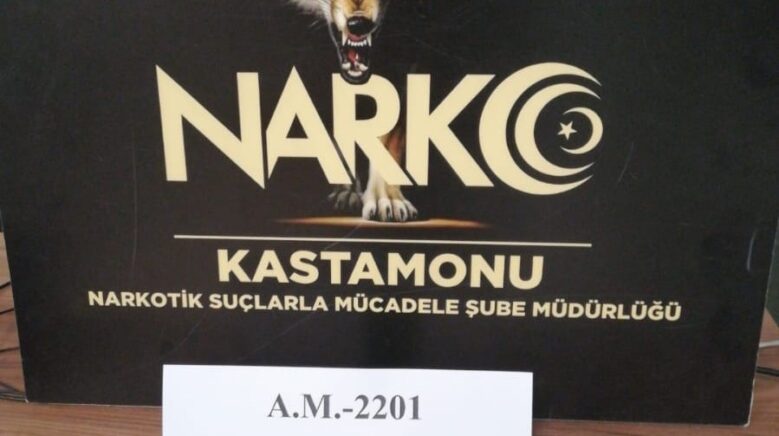 NARKO
KASTAMONU
NARKOTİK SUÇLARLA MÜCADELE ŞUBE MÜDÜRLÜĞÜ
A.M.-2201